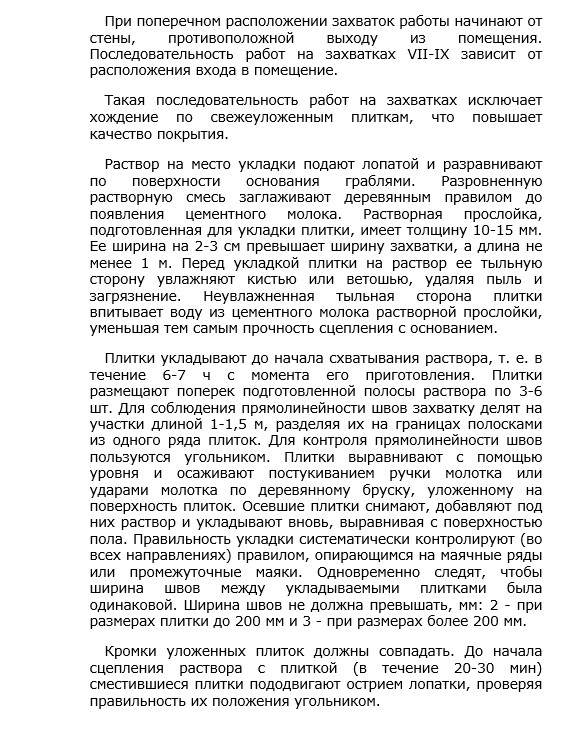 При поперечном расположении захваток работы начинают от
стены, противоположной выходу из помещения.
Последовательность работ на захватках VII-IX зависит от
расположения входа в помещение.
Такая последовательность работ на захватках исключает
хождение по свежеуложенным плиткам, что повышает
качество покрытия.
Раствор на место укладки подают лопатой и разравнивают
по поверхности основания граблями. Разровненную
растворную смесь заглаживают деревянным правилом до
появления цементного молока. Растворная прослойка,
подготовленная для укладки плитки, имеет толщину 10-15 мм.
Ее ширина на 2-3 см превышает ширину захватки, а длина не
менее 1 м. Перед укладкой плитки на раствор ее тыльную
сторону увлажняют кистью или ветошью, удаляя пыль и
загрязнение. Неувлажненная тыльная сторона плитки
впитывает воду из цементного молока растворной прослойки,
уменьшая тем самым прочность сцепления с основанием.
Плитки укладывают до начала схватывания раствора, т. е. в
течение 6-7 ч с момента его приготовления. Плитки
размещают поперек подготовленной полосы раствора по 3-6
шт. Для соблюдения прямолинейности швов захватку делят на
участки длиной 1-1,5 м, разделяя их на границах полосками
из одного ряда плиток. Для контроля прямолинейности швов
пользуются угольником. Плитки выравнивают с помощью
уровня и осаживают постукиванием ручки молотка или
ударами молотка по деревянному бруску, уложенному на
поверхность плиток. Осевшие плитки снимают, добавляют под
них раствор и укладывают вновь, выравнивая с поверхностью
пола. Правильность укладки систематически контролируют (во
всех направлениях) правилом, опирающимся на маячные ряды
или промежуточные маяки. Одновременно следят, чтобы
ширина швов между укладываемыми плитками была
одинаковой. Ширина швов не должна превышать, мм: 2 - при
размерах плитки до 200 мм и 3 - при размерах более 200 мм.
Кромки уложенных плиток должны совпадать. До начала
сцепления раствора с плиткой (в течение 20-30 мин)
сместившиеся плитки пододвигают острием лопатки, проверяя
правильность их положения угольником.